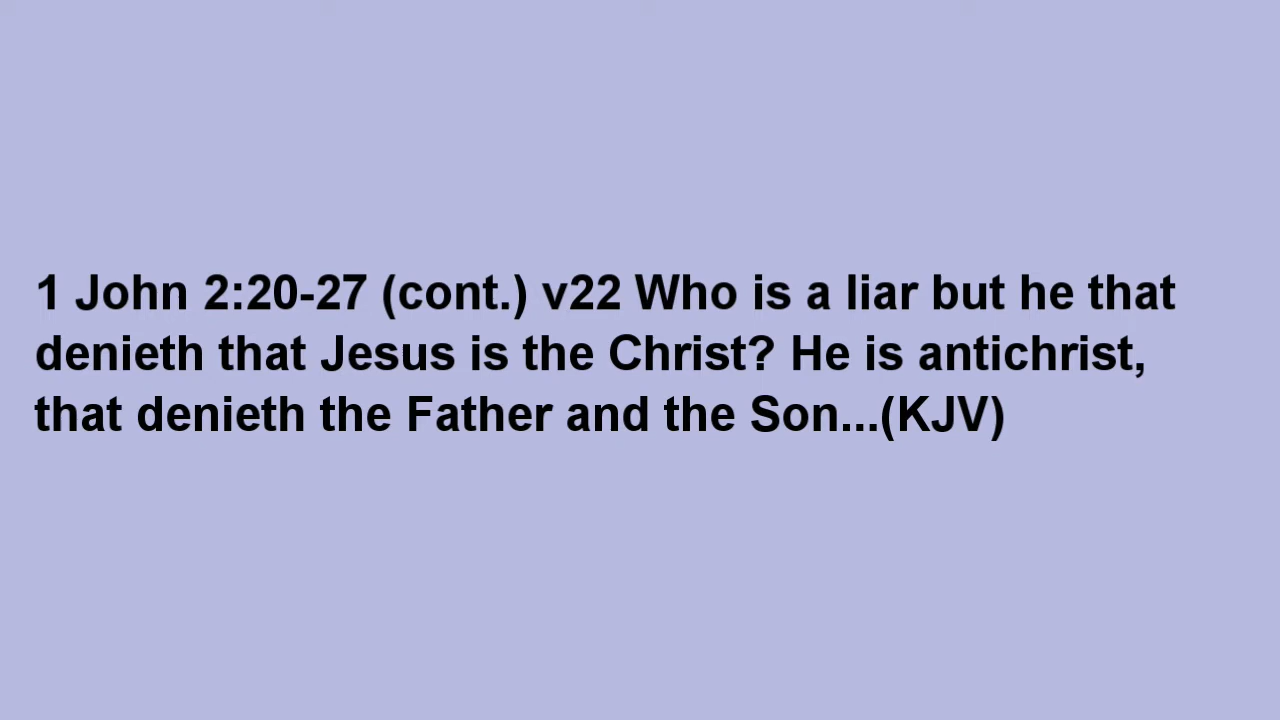 1 John 2:20-27 (cont.) v22 Who is a liar but he that
denieth that Jesus is the Christ? He is antichrist,
that denieth the Father and the Son...(KJV)